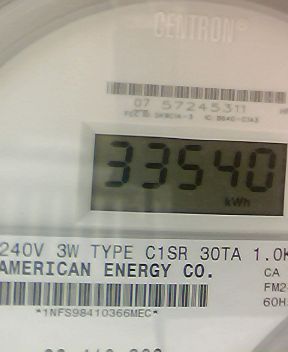 CENTRON®
07 57245311
33540
kWh
240V 3W TYPE C1SR 30TA 1.0K
AMERICAN ENERGY CO.
CA
FM2
60H
*1NFS98410366MEC*